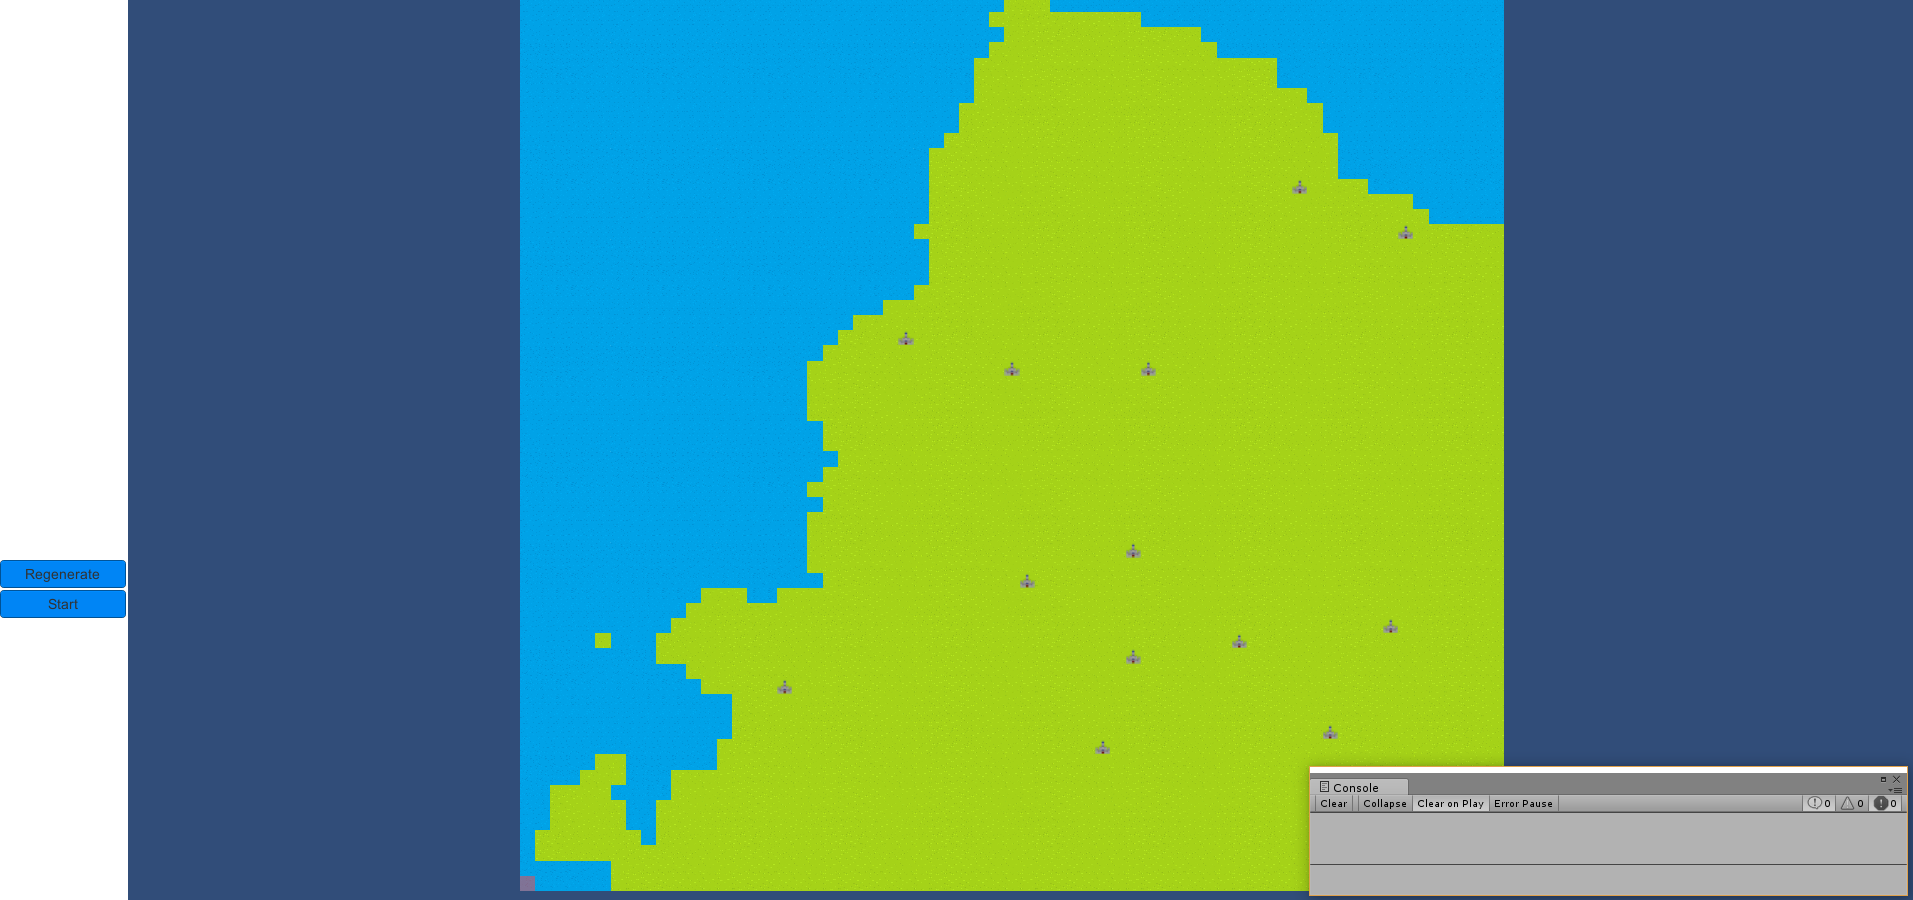 Regenerate
Start
Console
Clear Collapse Clear on Play Error Pause 0 0 0